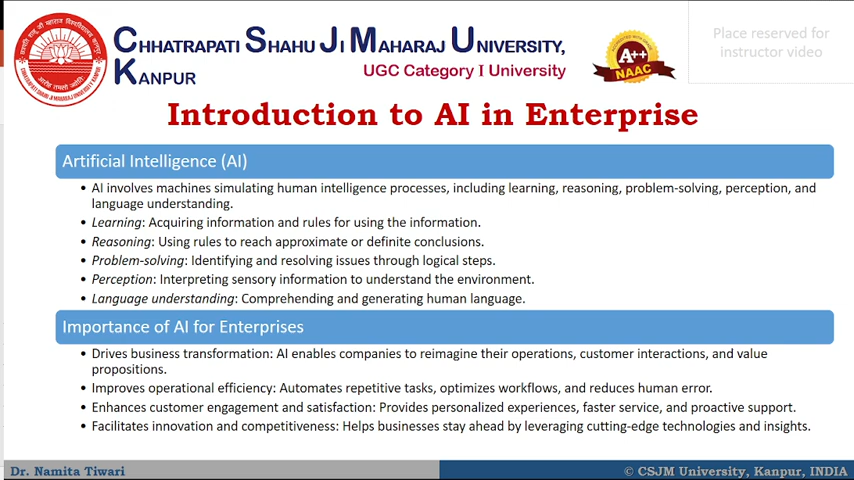 CHHATRAPATI SHAHU JI MAHARAJ UNIVERSITY,
KANPUR
UGC Category I University
ACCREDITED WITH GRADE
A++
NAAC
Place reserved for
instructor video
Introduction to AI in Enterprise
Artificial Intelligence (AI)
• AI involves machines simulating human intelligence processes, including learning, reasoning, problem-solving, perception, and
language understanding.
• Learning: Acquiring information and rules for using the information.
• Reasoning: Using rules to reach approximate or definite conclusions.
• Problem-solving: Identifying and resolving issues through logical steps.
• Perception: Interpreting sensory information to understand the environment.
• Language understanding: Comprehending and generating human language.
Importance of AI for Enterprises
• Drives business transformation: AI enables companies to reimagine their operations, customer interactions, and value
propositions.
• Improves operational efficiency: Automates repetitive tasks, optimizes workflows, and reduces human error.
• Enhances customer engagement and satisfaction: Provides personalized experiences, faster service, and proactive support.
• Facilitates innovation and competitiveness: Helps businesses stay ahead by leveraging cutting-edge technologies and insights.
Dr. Namita Tiwari
© CSJM University, Kanpur, INDIA